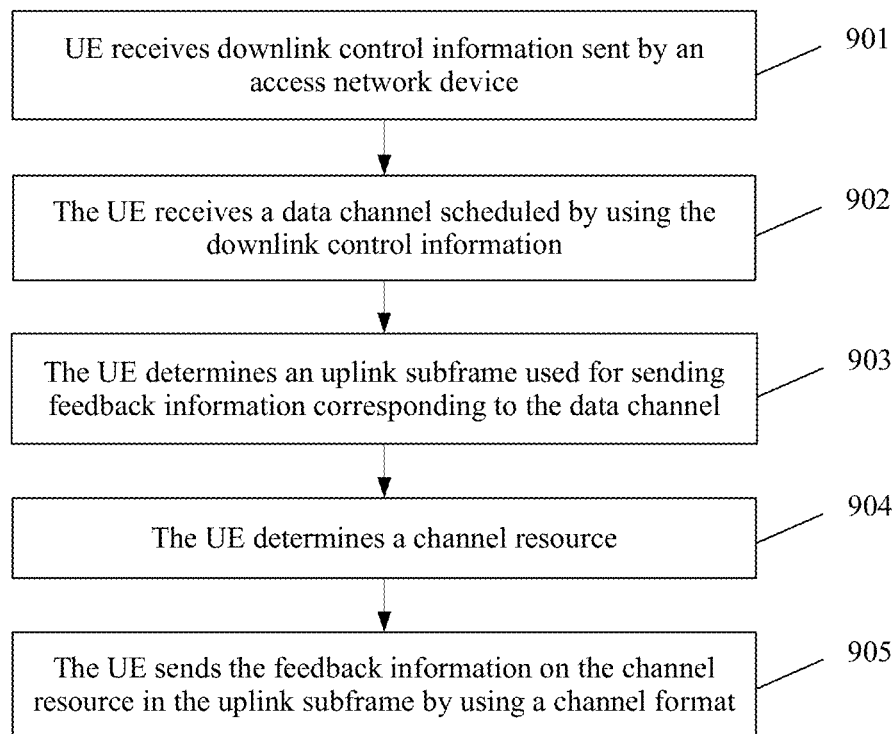 UE receives downlink control information sent by an
access network device
901
The UE receives a data channel scheduled by using the
downlink control information
902
The UE determines an uplink subframe used for sending
feedback information corresponding to the data channel
903
The UE determines a channel resource
904
The UE sends the feedback information on the channel
resource in the uplink subframe by using a channel format
905